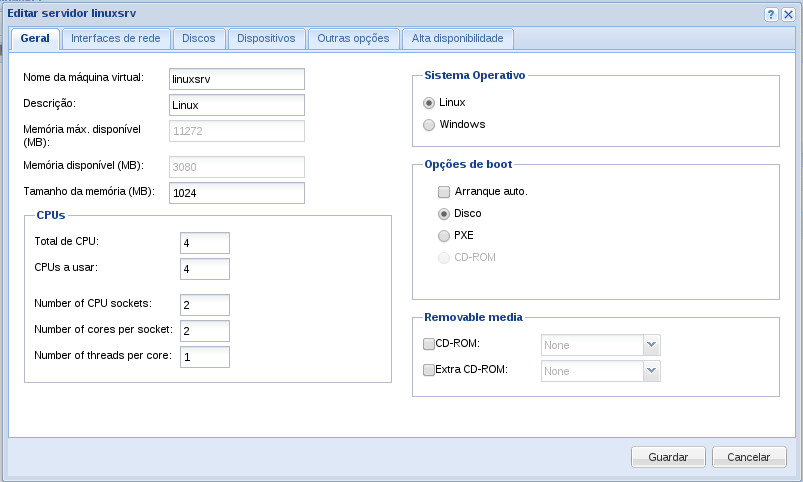 Editar servidor linuxsrv
Geral Interfaces de rede Discos Dispositivos Outras opções Alta disponibilidade
Nome da máquina virtual: linuxsrv
Descrição: Linux
Memória máx. disponível (MB): 11272
Memória disponível (MB): 3080
Tamanho da memória (MB): 1024
CPUs
Total de CPU: 4
CPUs a usar: 4
Number of CPU sockets: 2
Number of cores per socket: 2
Number of threads per core: 1
Sistema Operativo
Linux
Windows
Opções de boot
Arranque auto.
Disco
PXE
CD-ROM
Removable media
CD-ROM: None
Extra CD-ROM: None
Guardar Cancelar